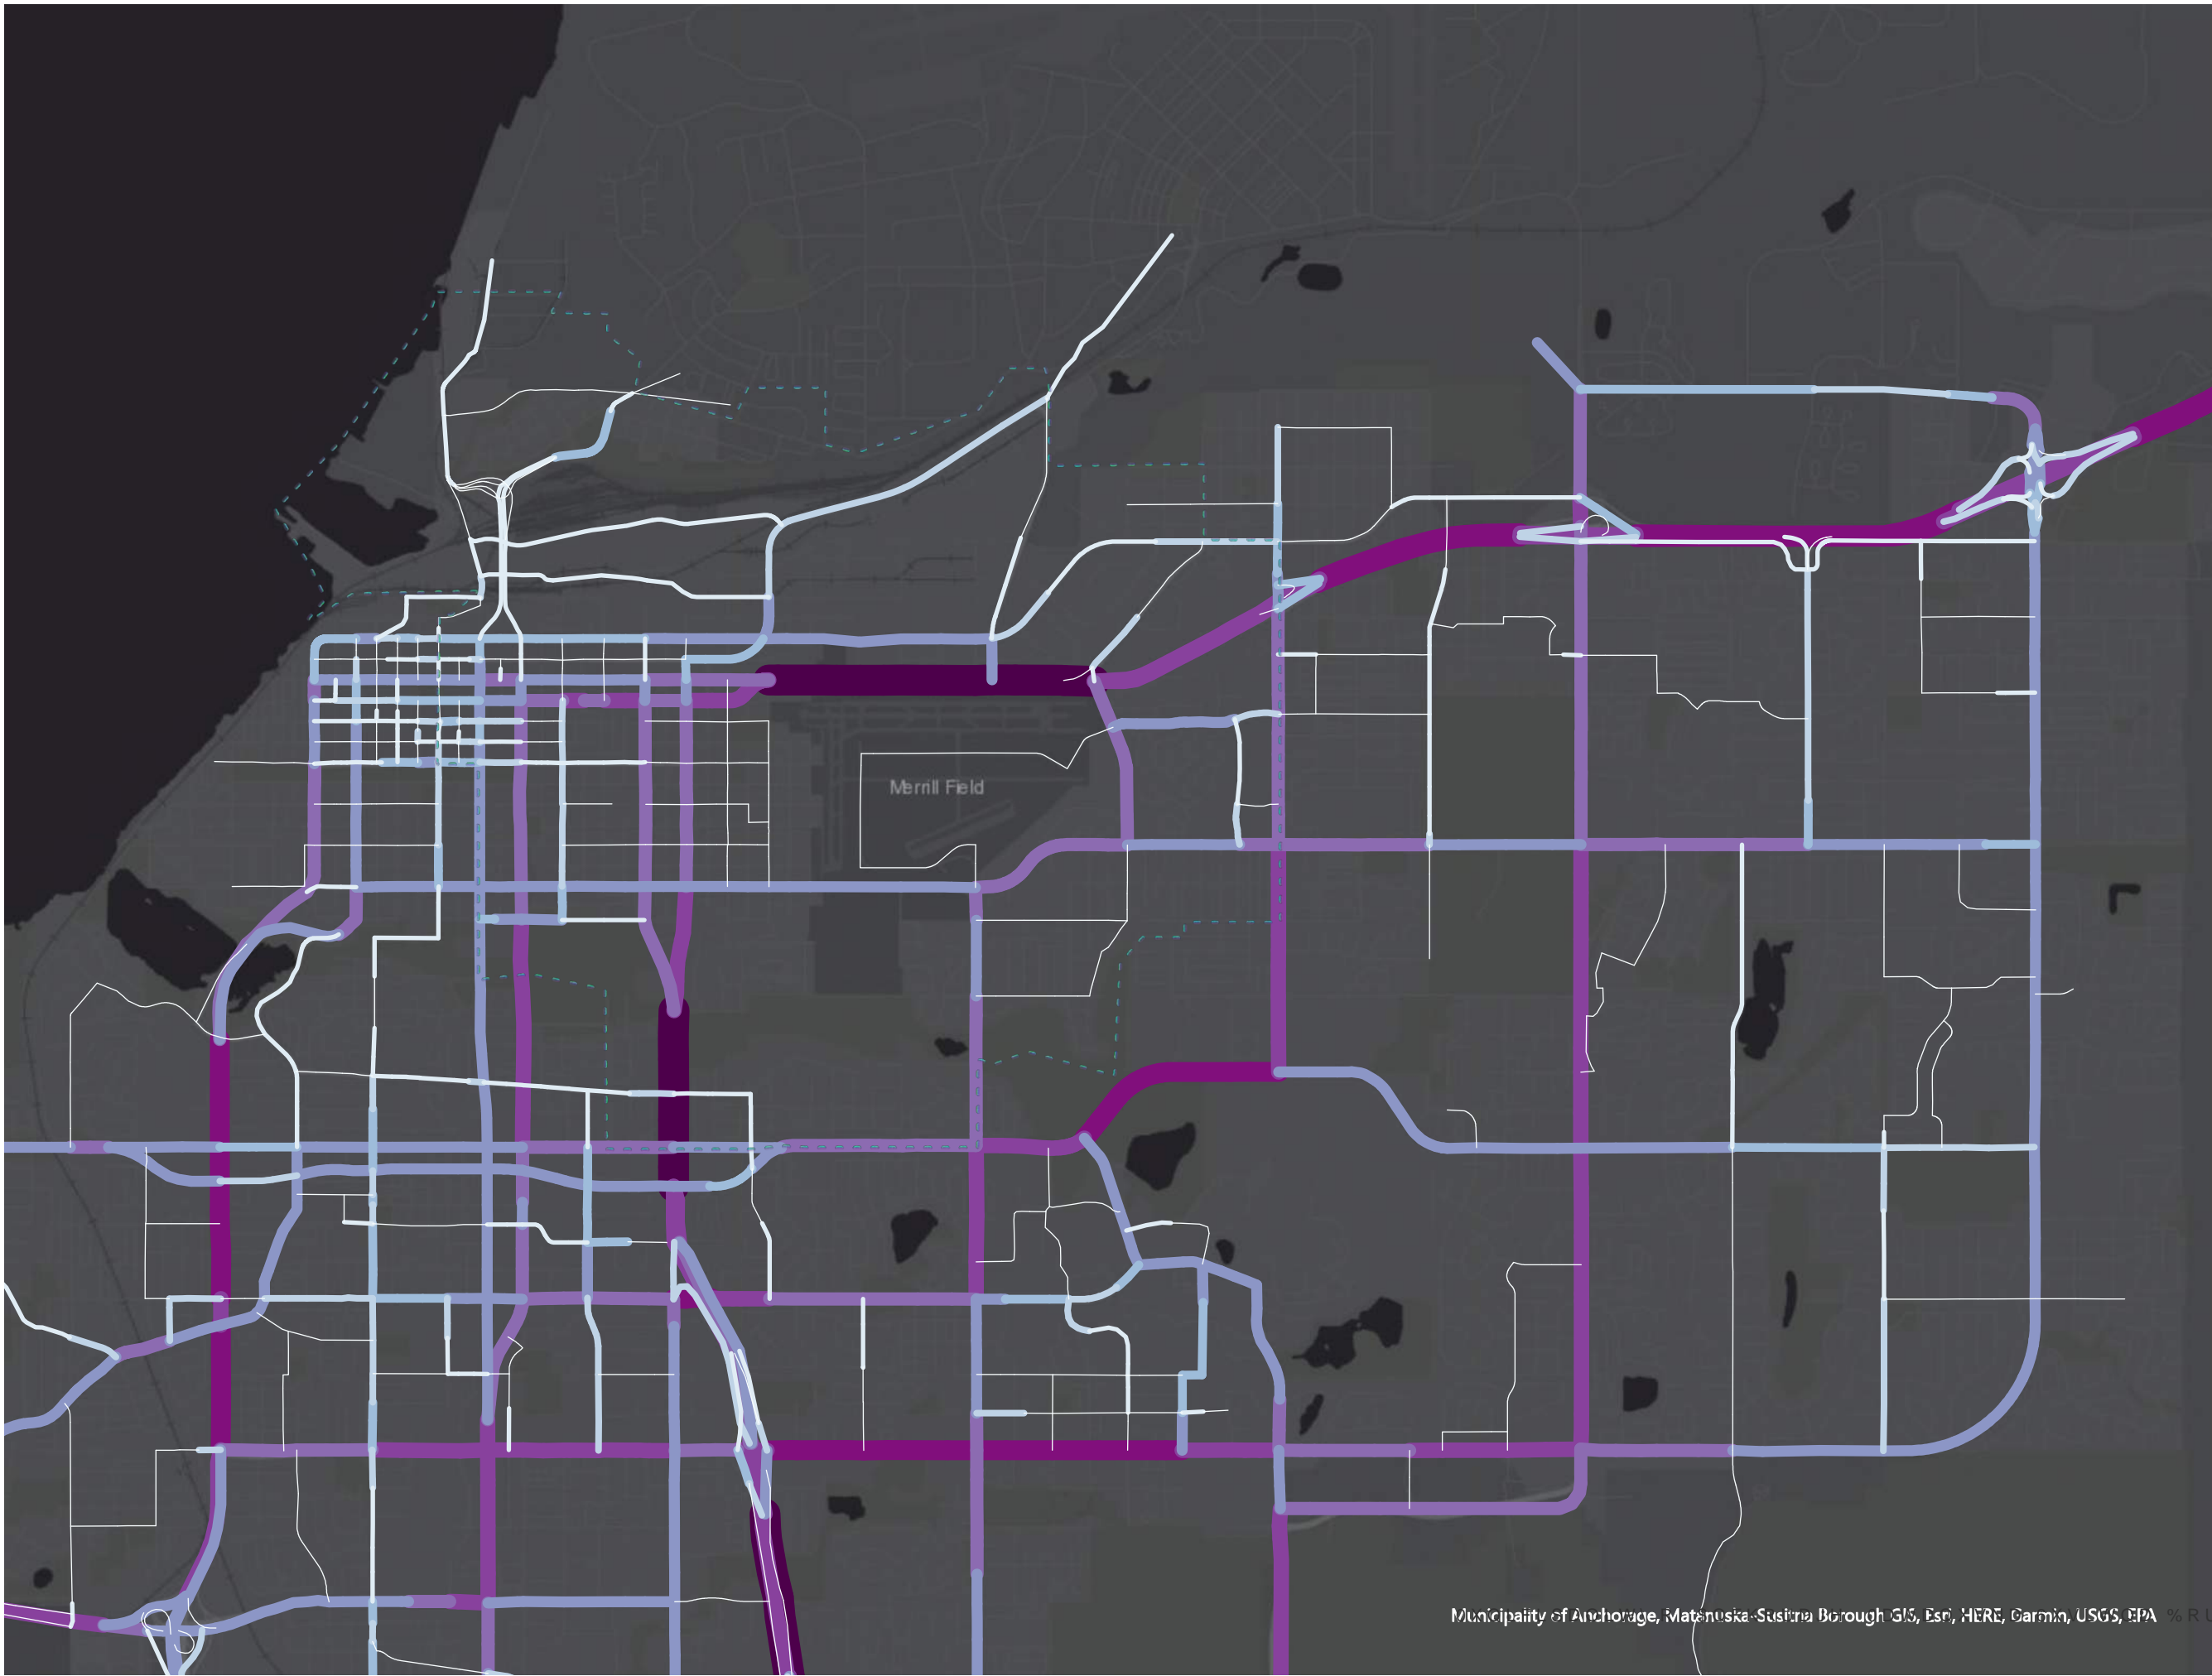 Merrill Field
Municipality of Anchorage, Matanuska-Susitna Borough GIS, Esri, HERE, Garmin, USGS, EPA